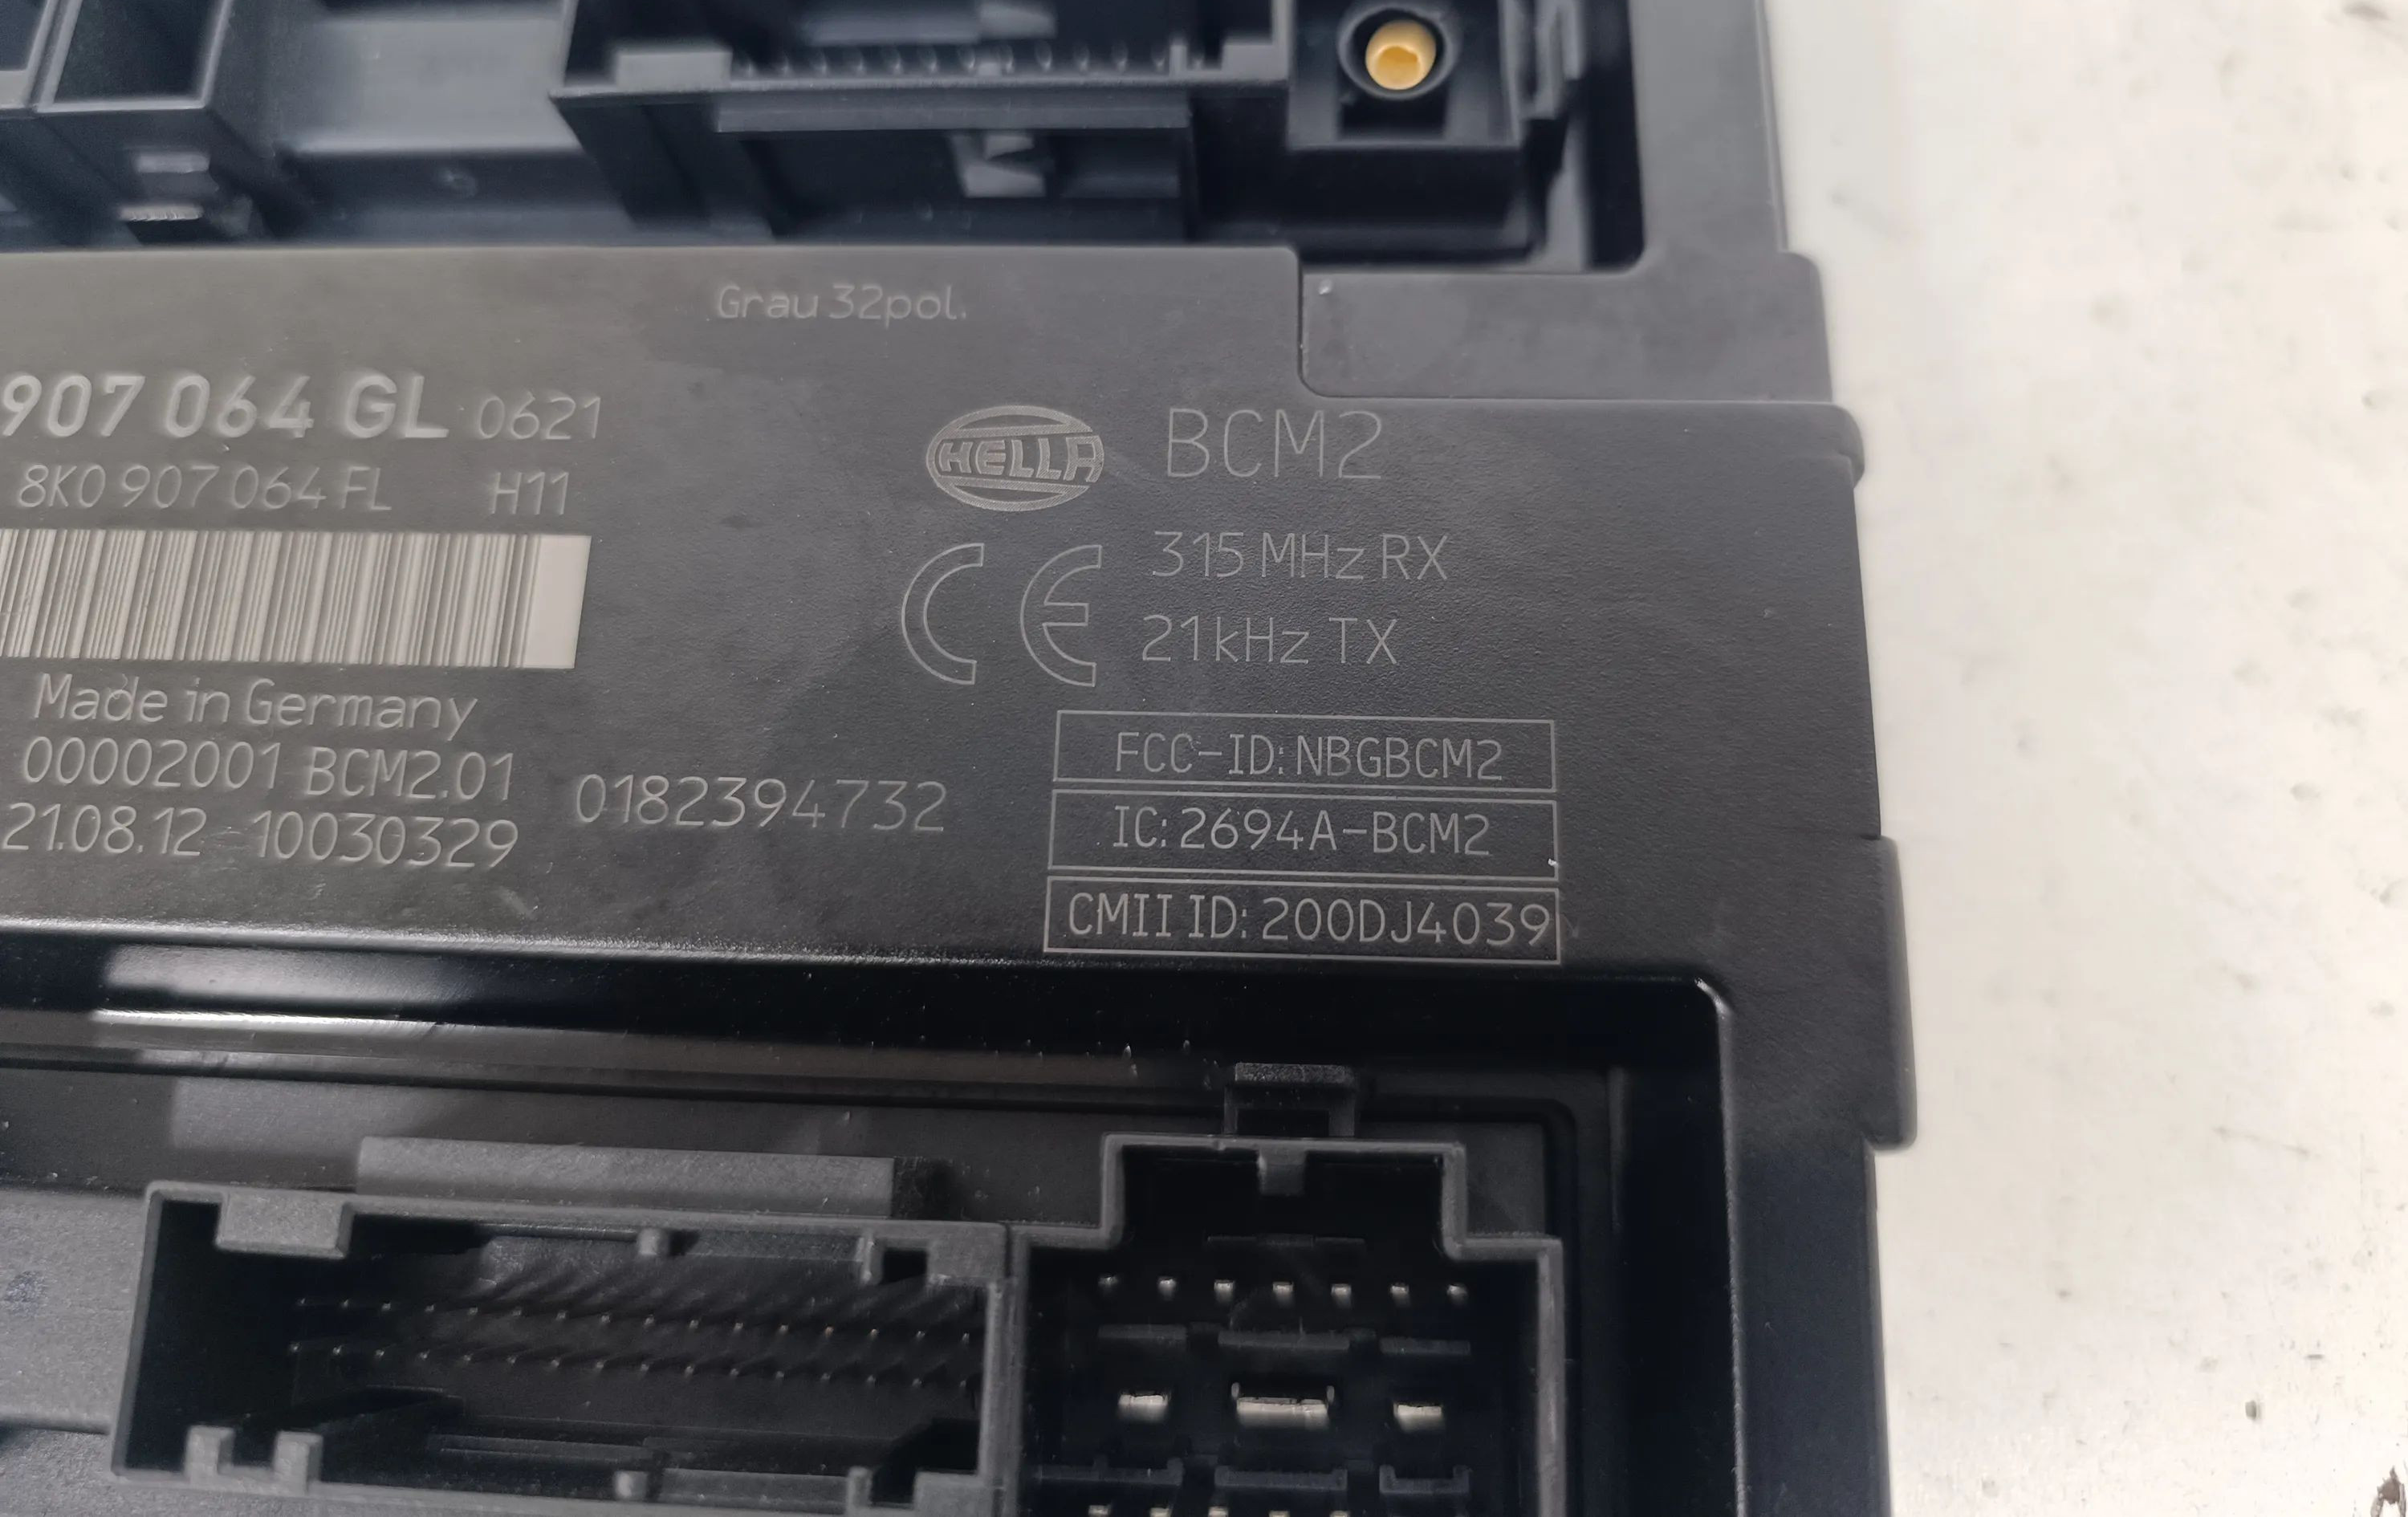 Grau 32pol.
907 064 GL 0621
8K0 907 064 FL H11
HELLA
BCM2
315 MHz RX
21kHz TX
Made in Germany
00002001 BCM2.01
21.08.12 10030329
0182394732
FCC-ID: NBGBCM2
IC: 2694A-BCM2
CMII ID: 200DJ4039